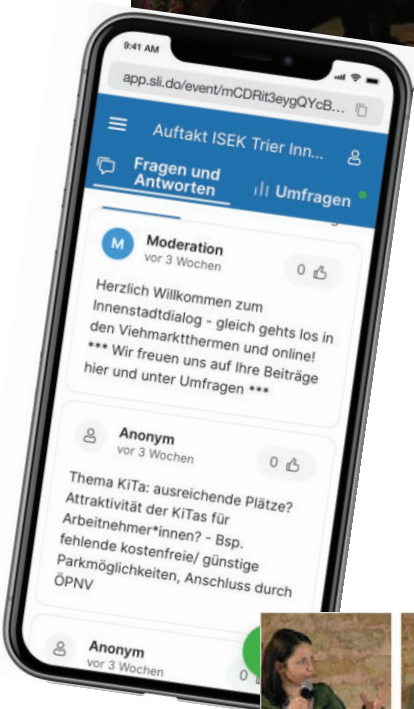 9:41 AM
app.sli.do/event/mCDRit3eygQYcB...
Auftakt ISEK Trier Inn...
Fragen und
Antworten
Umfragen
M
Moderation
vor 3 Wochen
0
Herzlich Willkommen zum
Innenstadtdialog - gleich gehts los in
den Viehmarktthermen und online!
*** Wir freuen uns auf Ihre Beiträge
hier und unter Umfragen ***
Anonym
vor 3 Wochen
0
Thema KiTa: ausreichende Plätze?
Attraktivität der KiTas für
Arbeitnehmer*innen? - Bsp.
fehlende kostenfreie/ günstige
Parkmöglichkeiten, Anschluss durch
ÖPNV
Anonym
vor 3 Wochen
0